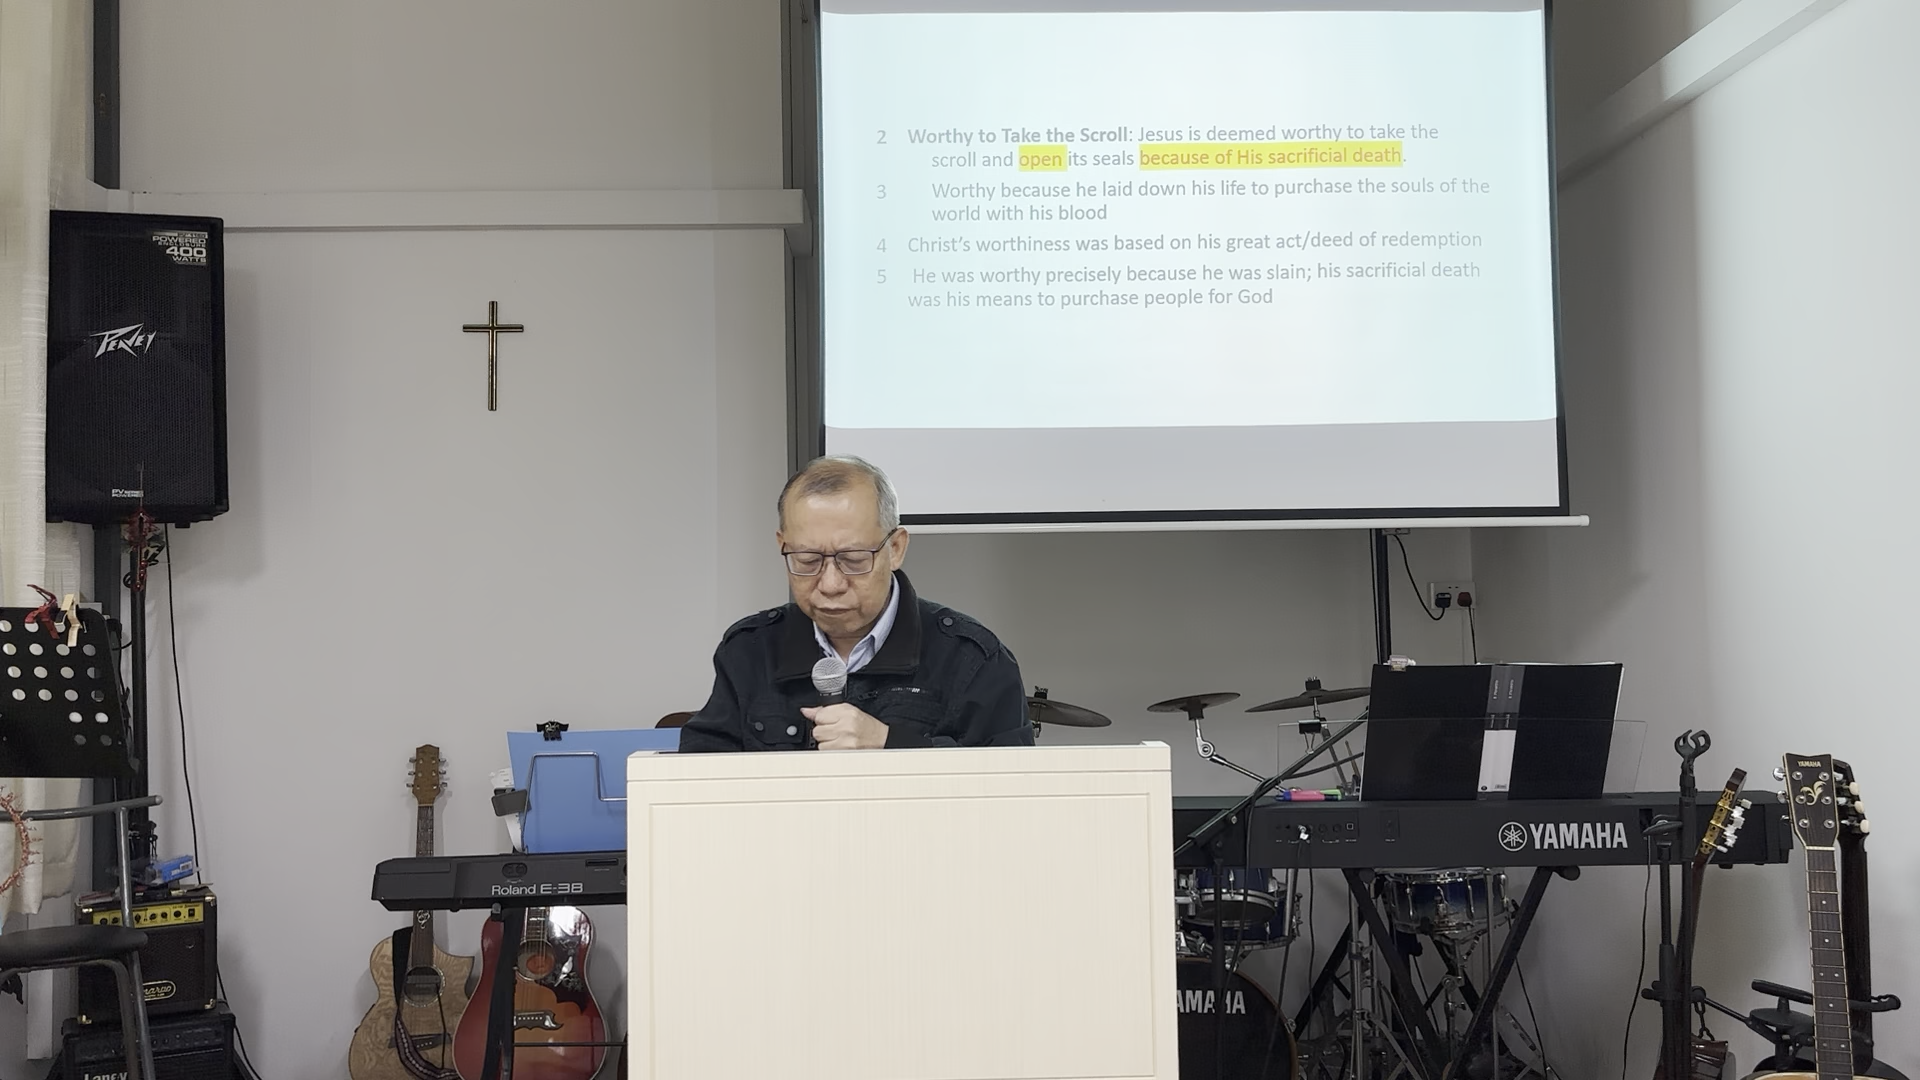 2 Worthy to Take the Scroll: Jesus is deemed worthy to take the
scroll and open its seals because of His sacrificial death.
3 Worthy because he laid down his life to purchase the souls of the
world with his blood
4 Christ's worthiness was based on his great act/deed of redemption
5 He was worthy precisely because he was slain; his sacrificial death
was his means to purchase people for God
POWERED
ENCLOSURE
400
WATTS
PEAVEY
Roland E-38
YAMAHA
YAMAHA
AMAHA
Laney